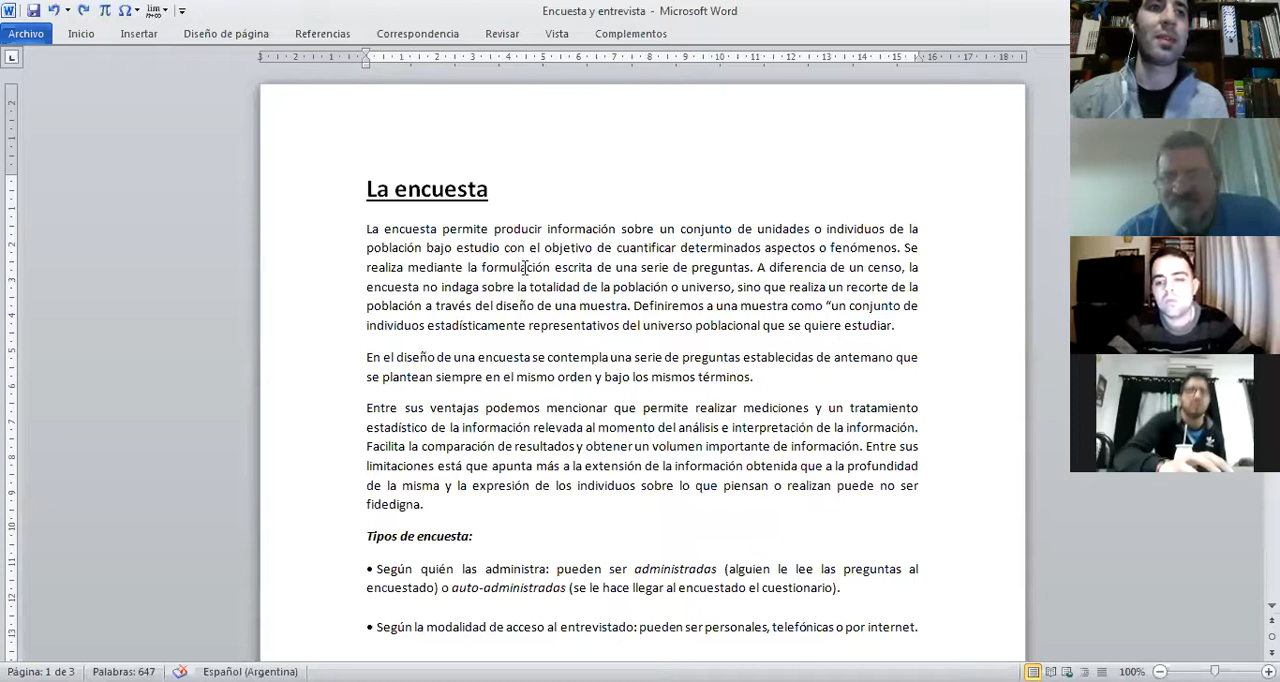 Encuesta y entrevista - Microsoft Word
Archivo Inicio Insertar Diseño de página Referencias Correspondencia Revisar Vista Complementos
La encuesta
La encuesta permite producir información sobre un conjunto de unidades o individuos de la
población bajo estudio con el objetivo de cuantificar determinados aspectos o fenómenos. Se
realiza mediante la formulación escrita de una serie de preguntas. A diferencia de un censo, la
encuesta no indaga sobre la totalidad de la población o universo, sino que realiza un recorte de la
población a través del diseño de una muestra. Definiremos a una muestra como “un conjunto de
individuos estadísticamente representativos del universo poblacional que se quiere estudiar.
En el diseño de una encuesta se contempla una serie de preguntas establecidas de antemano que
se plantean siempre en el mismo orden y bajo los mismos términos.
Entre sus ventajas podemos mencionar que permite realizar mediciones y un tratamiento
estadístico de la información relevada al momento del análisis e interpretación de la información.
Facilita la comparación de resultados y obtener un volumen importante de información. Entre sus
limitaciones está que apunta más a la extensión de la información obtenida que a la profundidad
de la misma y la expresión de los individuos sobre lo que piensan o realizan puede no ser
fidedigna.
Tipos de encuesta:
• Según quién las administra: pueden ser administradas (alguien le lee las preguntas al
encuestado) o auto-administradas (se le hace llegar al encuestado el cuestionario).
• Según la modalidad de acceso al entrevistado: pueden ser personales, telefónicas o por internet.
Página: 1 de 3 Palabras: 647 Español (Argentina) 100%